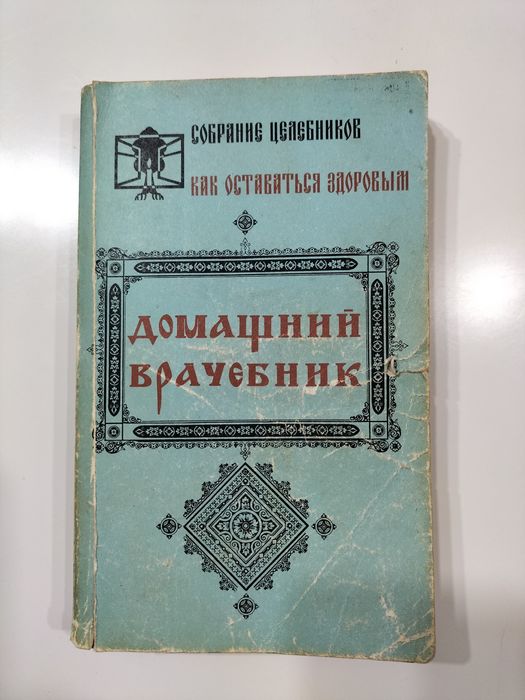 СОБРАНИЕ ЦЕЛЕБНИКОВ
КАК ОСТАВАТЬСЯ ЗДОРОВЫМ
ДОМАШНИЙ
ВРАЧЕБНИК